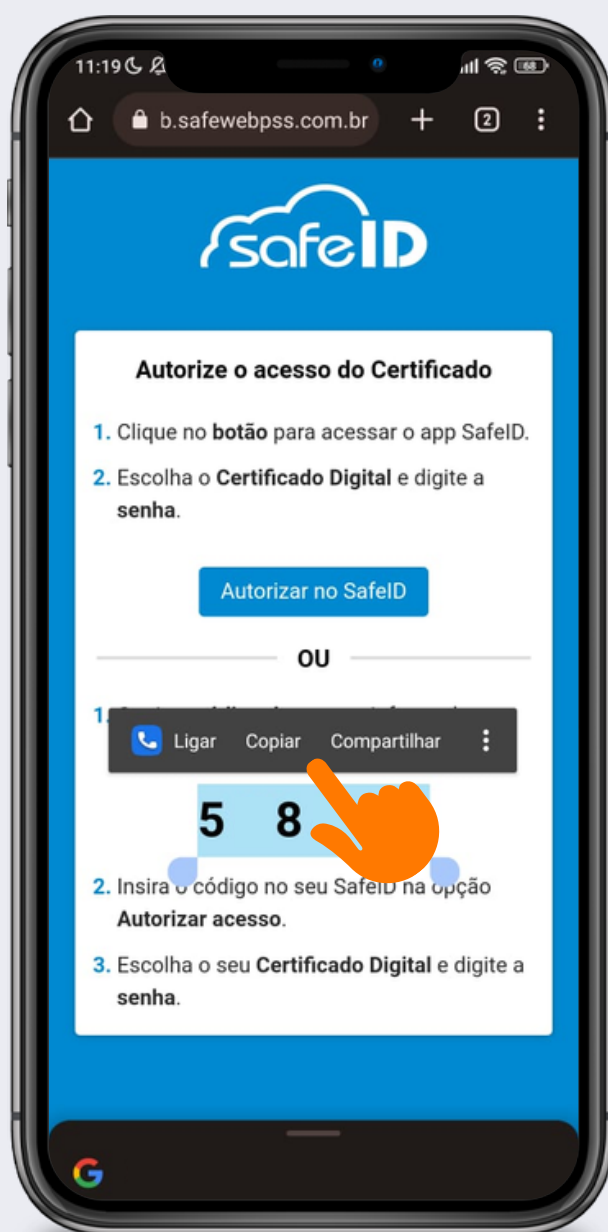 11:19
68
b.safewebpss.com.br
2
safeID
Autorize o acesso do Certificado
1. Clique no botão para acessar o app SafeID.
2. Escolha o Certificado Digital e digite a
senha.
Autorizar no SafeID
OU
1.
Ligar Copiar Compartilhar
5 8
2. Insira o código no seu SafeID na opção
Autorizar acesso.
3. Escolha o seu Certificado Digital e digite a
senha.
G